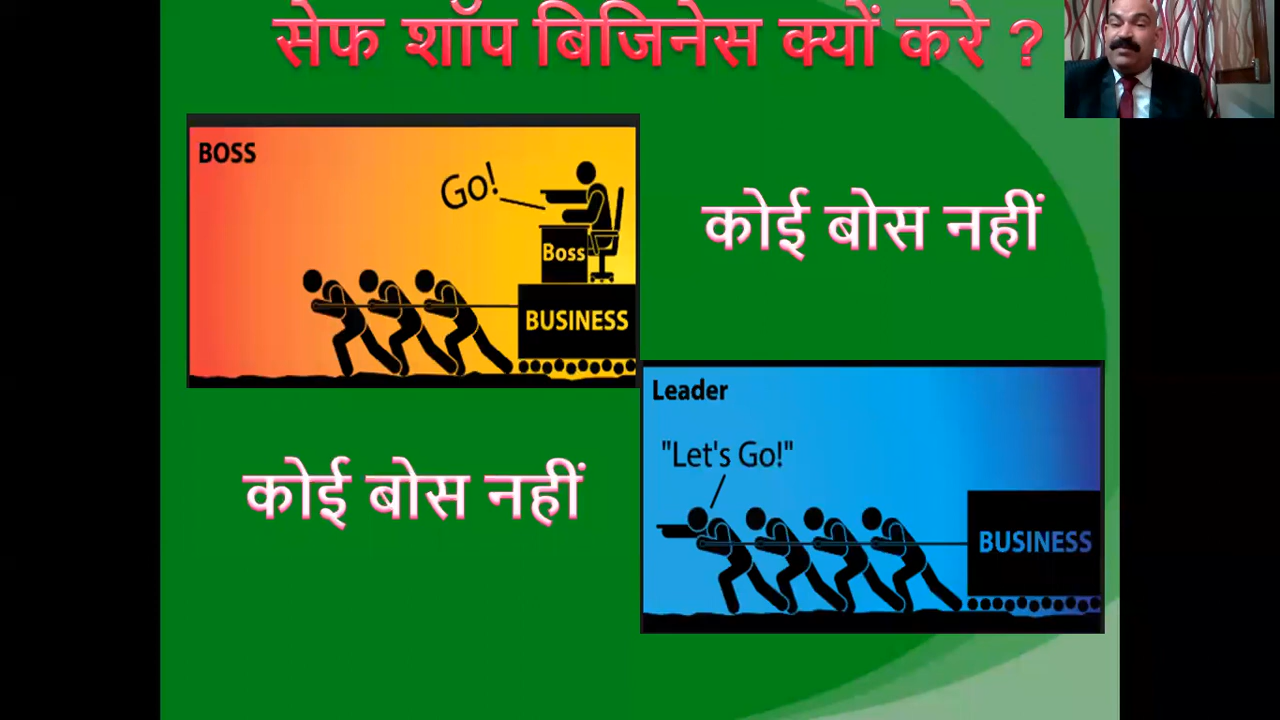 सेफ शॉप बिजिनेस क्यों करे ?
BOSS
Go!
Boss
BUSINESS
कोई बोस नहीं
Leader
"Let's Go!"
BUSINESS
कोई बोस नहीं